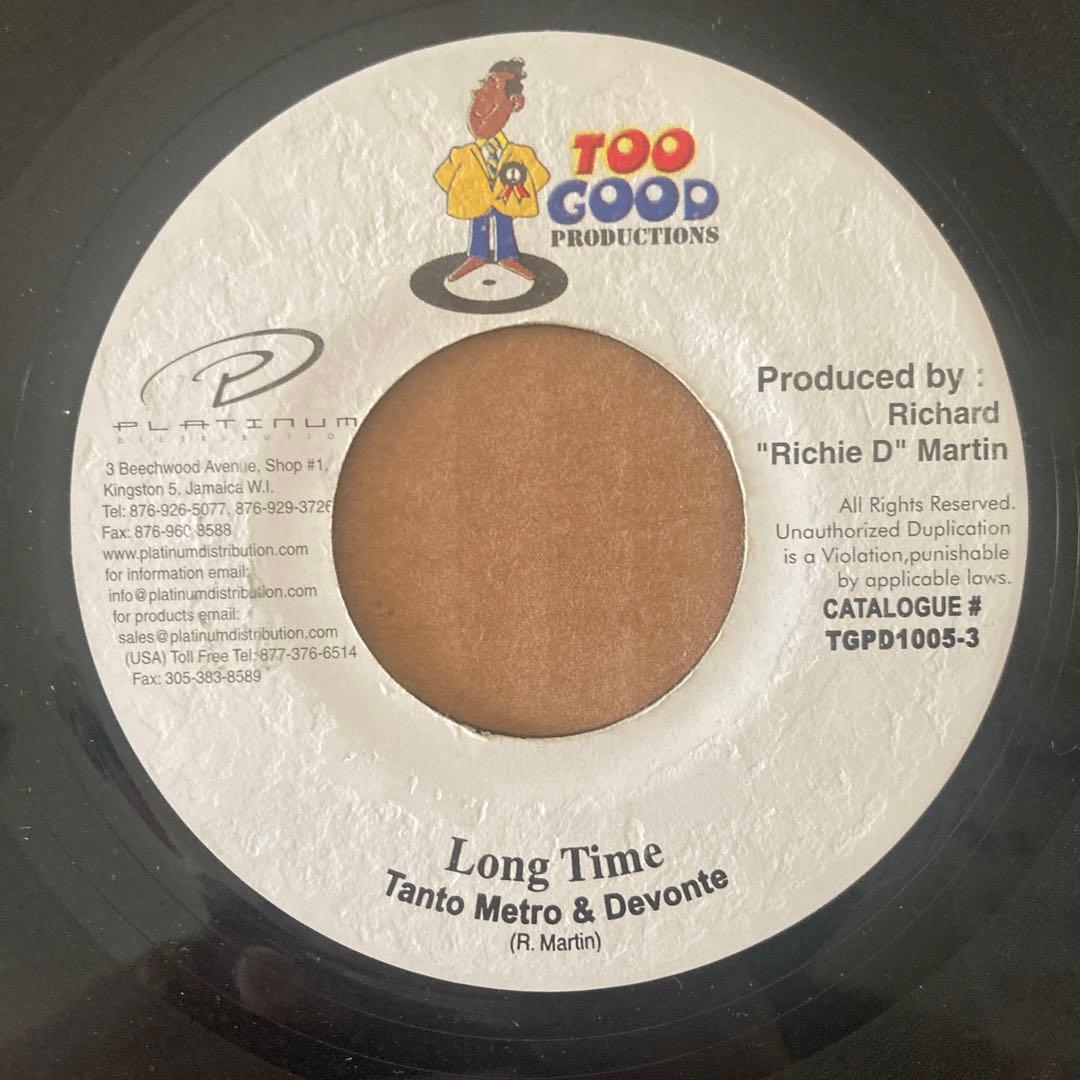 TOO
GOOD
PRODUCTIONS
PLATINUM
DISTRIBUTIO
3 Beechwood Avenue, Shop #1,
Kingston 5, Jamaica W.I.
Tel: 876-926-5077, 876-929-3726
Fax: 876-960-8588
www.platinumdistribution.com
for information email:
info@platinumdistribution.com
for products email:
sales@platinumdistribution.com
(USA) Toll Free Tel: 877-376-6514
Fax: 305-383-8589
Produced by :
Richard
"Richie D" Martin
All Rights Reserved.
Unauthorized Duplication
is a Violation,punishable
by applicable laws.
CATALOGUE #
TGPD1005-3
Long Time
Tanto Metro & Devonte
(R. Martin)